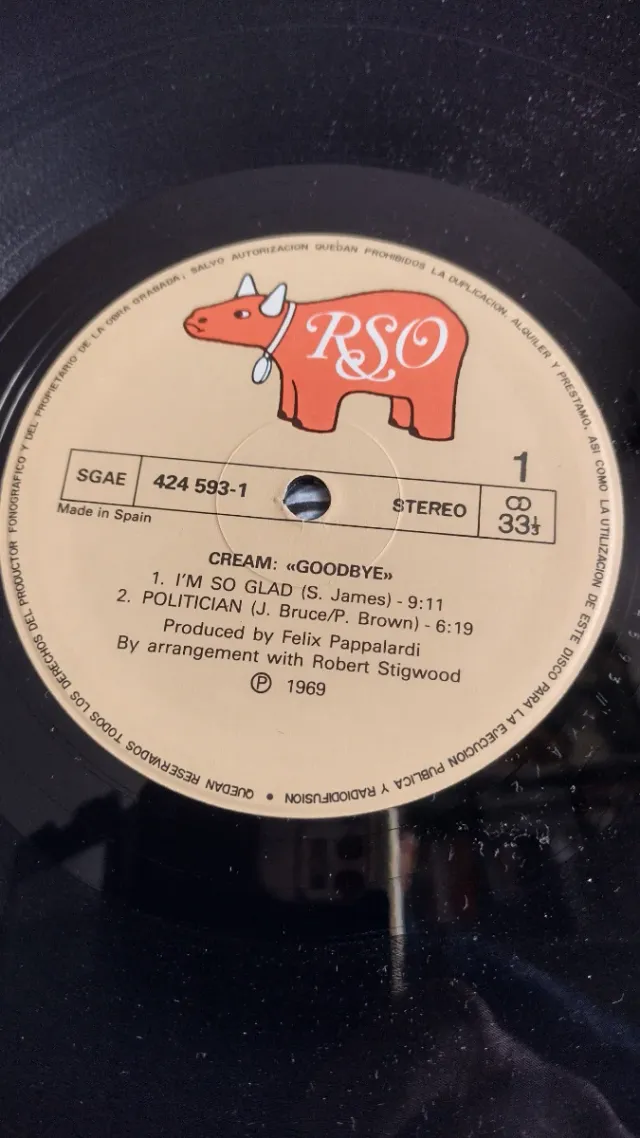 QUEDAN RESERVADOS TODOS LOS DERECHOS DEL PRODUCTOR FONOGRAFICO Y DEL PROPIETARIO DE LA OBRA GRABADA; SALVO AUTORIZACION QUEDAN PROHIBIDOS LA DUPLICACION, ALQUILER Y PRESTAMO, ASI COMO LA UTILIZACION DE ESTE DISCO PARA LA EJECUCION PUBLICA Y RADIODIFUSION •
RSO
1
SGAE 424 593-1 STEREO 33⅓
Made in Spain
CREAM: «GOODBYE»
1. I'M SO GLAD (S. James) - 9:11
2. POLITICIAN (J. Bruce/P. Brown) - 6:19
Produced by Felix Pappalardi
By arrangement with Robert Stigwood
Ⓟ 1969